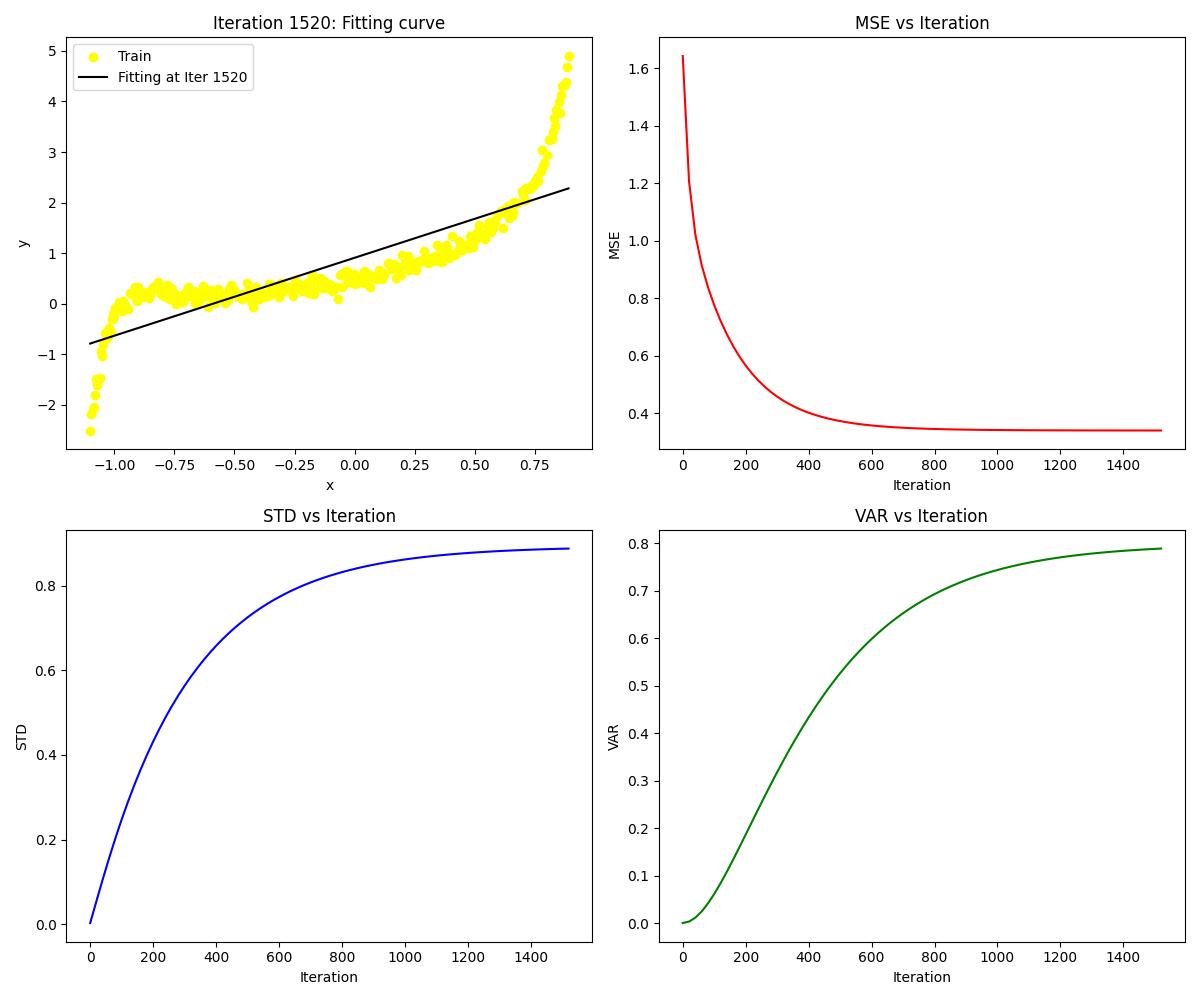 Iteration 1520: Fitting curve
Train
Fitting at Iter 1520
5
4
3
2
1
0
−1
−2
y
−1.00 −0.75 −0.50 −0.25 0.00 0.25 0.50 0.75
x
MSE vs Iteration
1.6
1.4
1.2
1.0
0.8
0.6
0.4
MSE
0 200 400 600 800 1000 1200 1400
Iteration
STD vs Iteration
0.8
0.6
0.4
0.2
0.0
STD
0 200 400 600 800 1000 1200 1400
Iteration
VAR vs Iteration
0.8
0.7
0.6
0.5
0.4
0.3
0.2
0.1
0.0
VAR
0 200 400 600 800 1000 1200 1400
Iteration